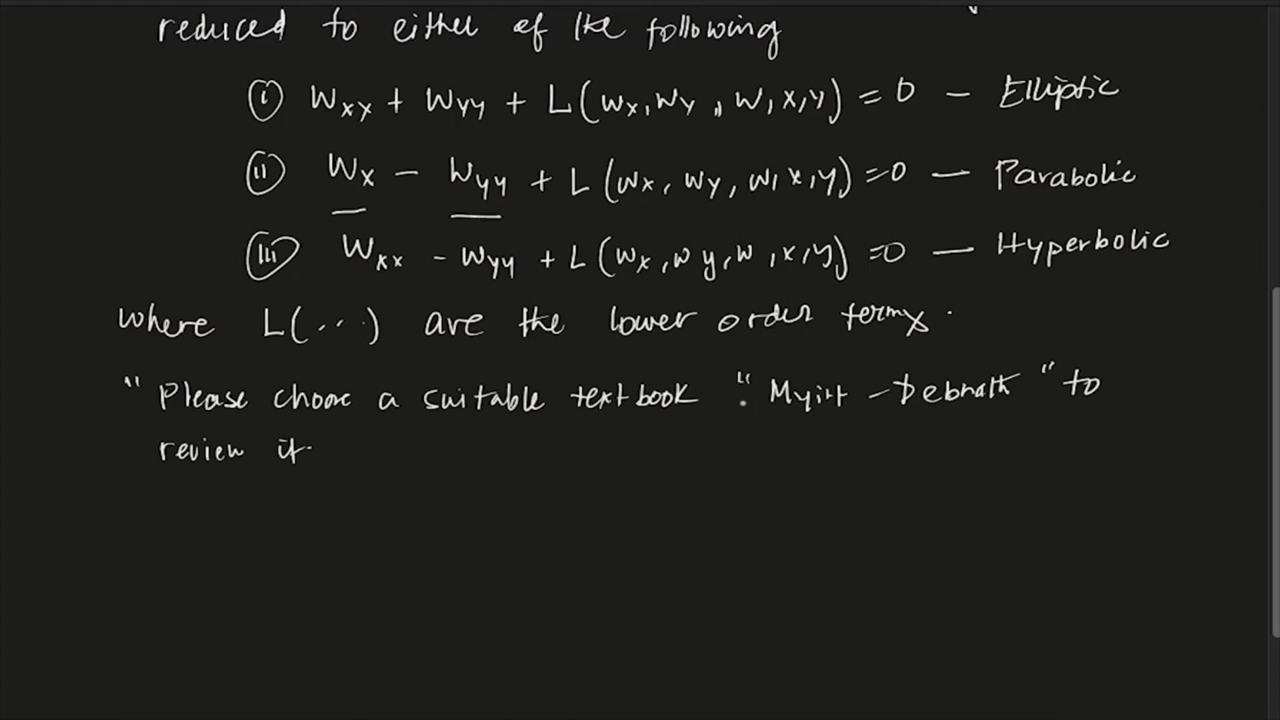 reduced to either of the following
(i) Wxy + Wyy + L(wx, wy, w, x, y) = 0 — Elliptic
(ii) Wx — Wyy + L(wx, wy, w, x, y) = 0 — Parabolic
(iii) Wxx - wyy + L(wx, wy, w, x, y) = 0 — Hyperbolic
where L(...) are the lower order terms.
"Please choose a suitable textbook "Myint - Debnath" to
review it.